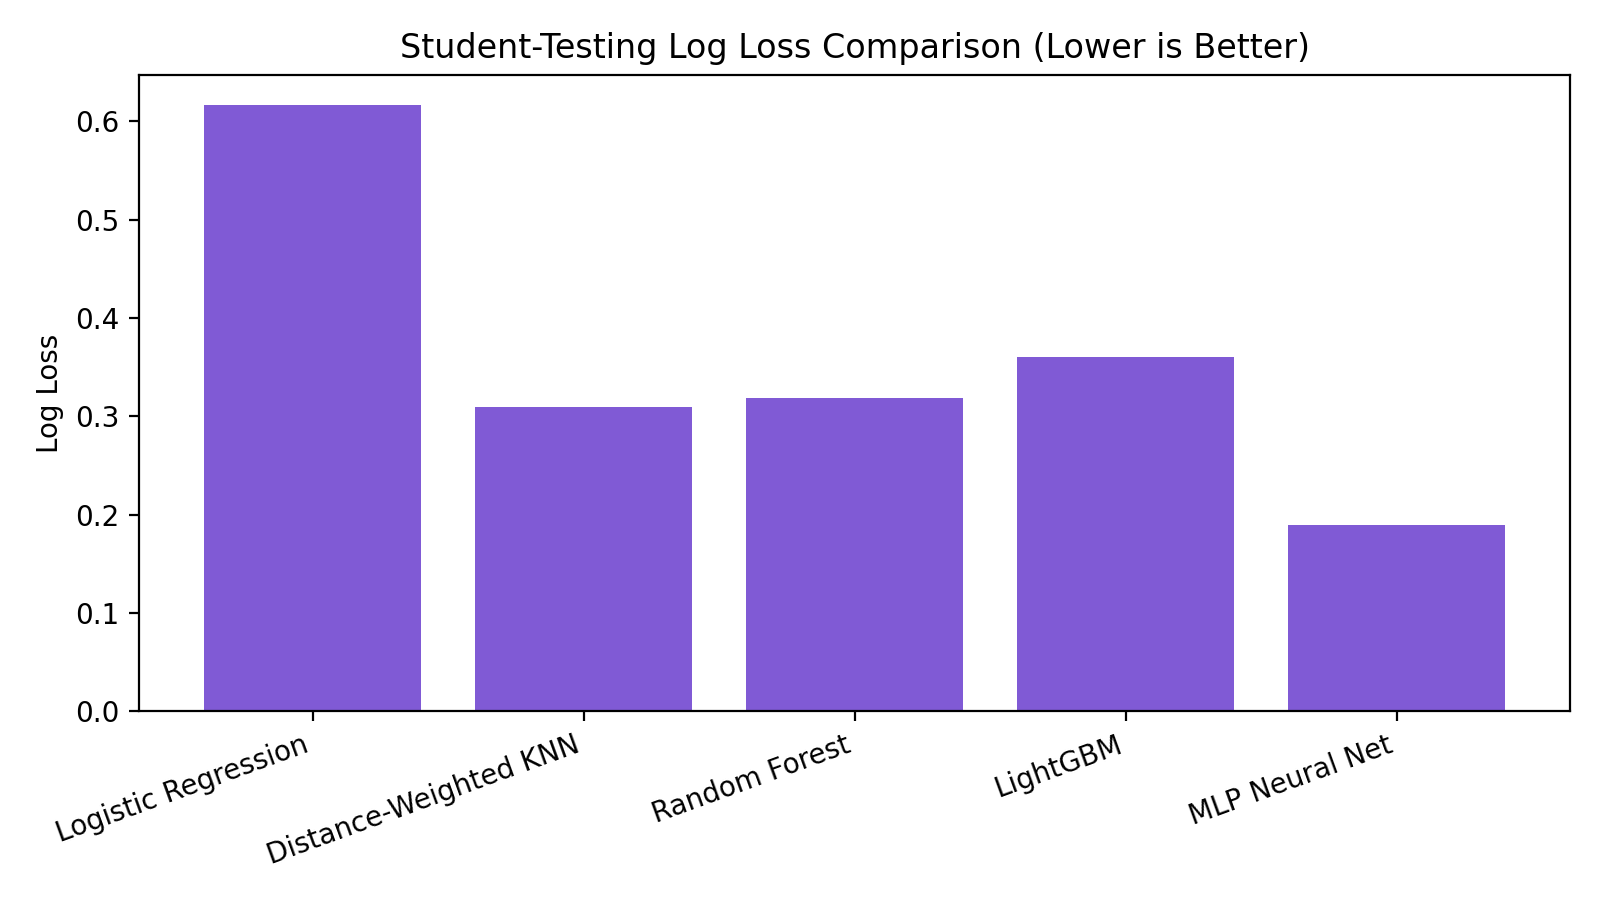 Student-Testing Log Loss Comparison (Lower is Better)
Log Loss
0.6
0.5
0.4
0.3
0.2
0.1
0.0
Logistic Regression
Distance-Weighted KNN
Random Forest
LightGBM
MLP Neural Net